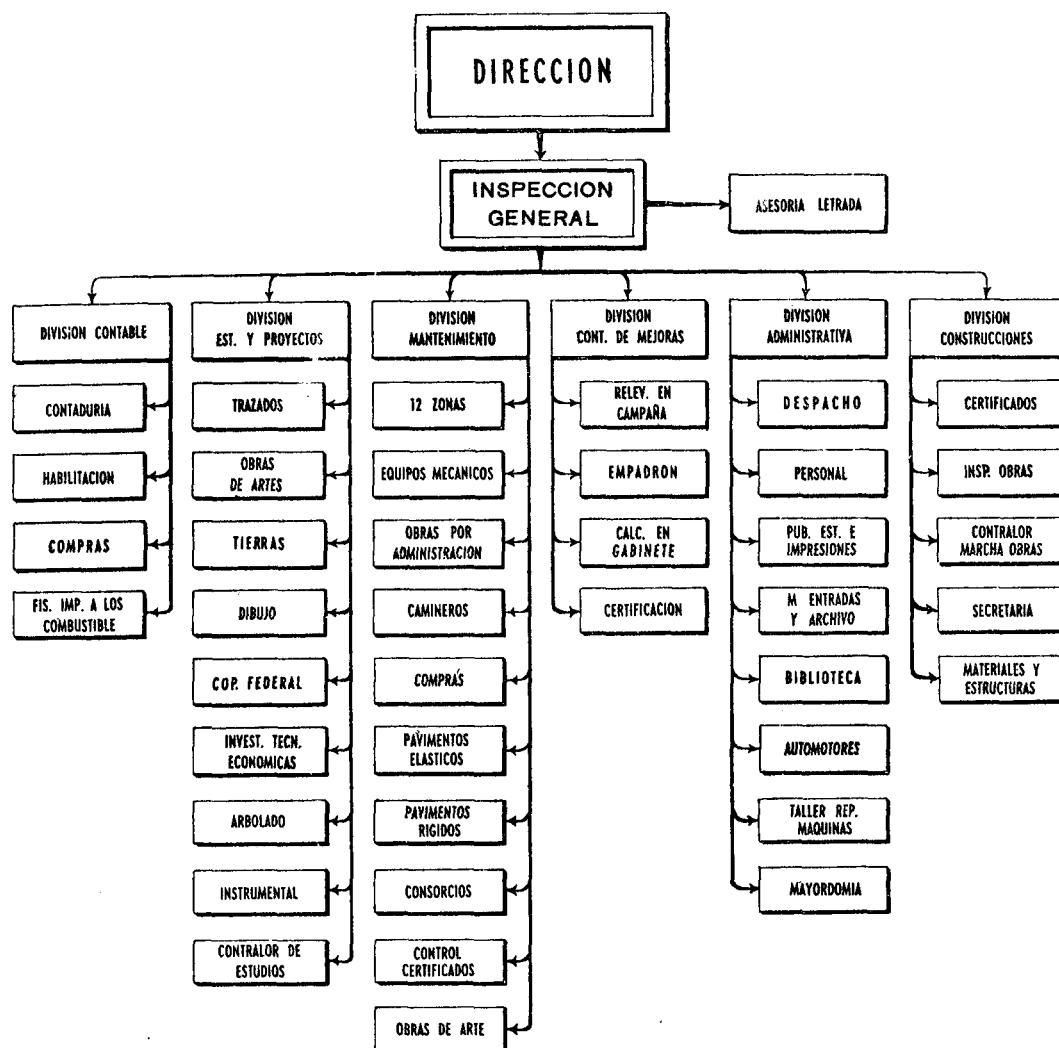 DIRECCION
INSPECCION
GENERAL
ASESORIA LETRADA
DIVISION CONTABLE
CONTADURIA
HABILITACION
COMPRAS
FIS. IMP. A LOS
COMBUSTIBLE
DIVISION
EST. Y PROYECTOS
TRAZADOS
OBRAS
DE ARTES
TIERRAS
DIBUJO
COP. FEDERAL
INVEST. TECN.
ECONOMICAS
ARBOLADO
INSTRUMENTAL
CONTRALOR DE
ESTUDIOS
DIVISION
MANTENIMIENTO
12 ZONAS
EQUIPOS MECANICOS
OBRAS POR
ADMINISTRACION
CAMINEROS
COMPRAS
PAVIMENTOS
ELASTICOS
PAVIMENTOS
RIGIDOS
CONSORCIOS
CONTROL
CERTIFICADOS
OBRAS DE ARTE
DIVISION
CONT. DE MEJORAS
RELEV. EN
CAMPAÑA
EMPADRON
CALC. EN
GABINETE
CERTIFICACION
DIVISION
ADMINISTRATIVA
DESPACHO
PERSONAL
PUB. EST. E
IMPRESIONES
M ENTRADAS
Y ARCHIVO
BIBLIOTECA
AUTOMOTORES
TALLER REP.
MAQUINAS
MAYORDOMIA
DIVISION
CONSTRUCCIONES
CERTIFICADOS
INSP. OBRAS
CONTRALOR
MARCHA OBRAS
SECRETARIA
MATERIALES Y
ESTRUCTURAS